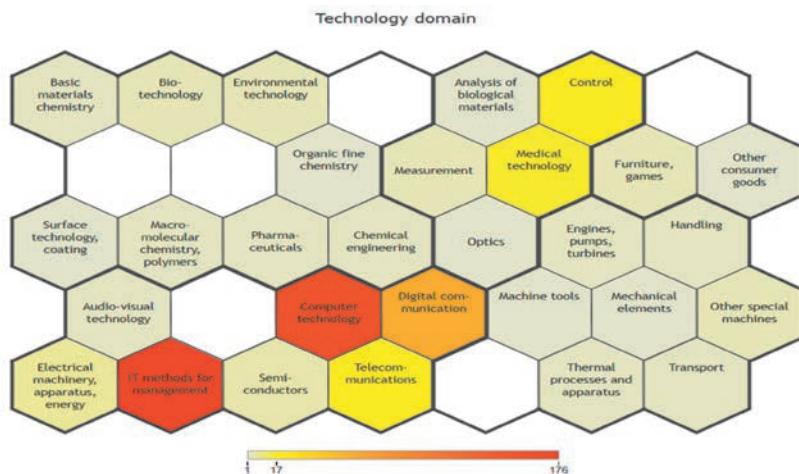 Technology domain
Basic
materials
chemistry
Bio-
technology
Environmental
technology
Analysis of
biological
materials
Control
Organic fine
chemistry
Measurement
Medical
technology
Furniture,
games
Other
consumer
goods
Surface
technology,
coating
Macro-
molecular
chemistry,
polymers
Pharma-
ceuticals
Chemical
engineering
Optics
Engines,
pumps,
turbines
Handling
Audio-visual
technology
Computer
technology
Digital com-
munication
Machine tools
Mechanical
elements
Other special
machines
Electrical
machinery,
apparatus,
energy
IT methods for
management
Semi-
conductors
Telecom-
munications
Thermal
processes and
apparatus
Transport
1 17 176